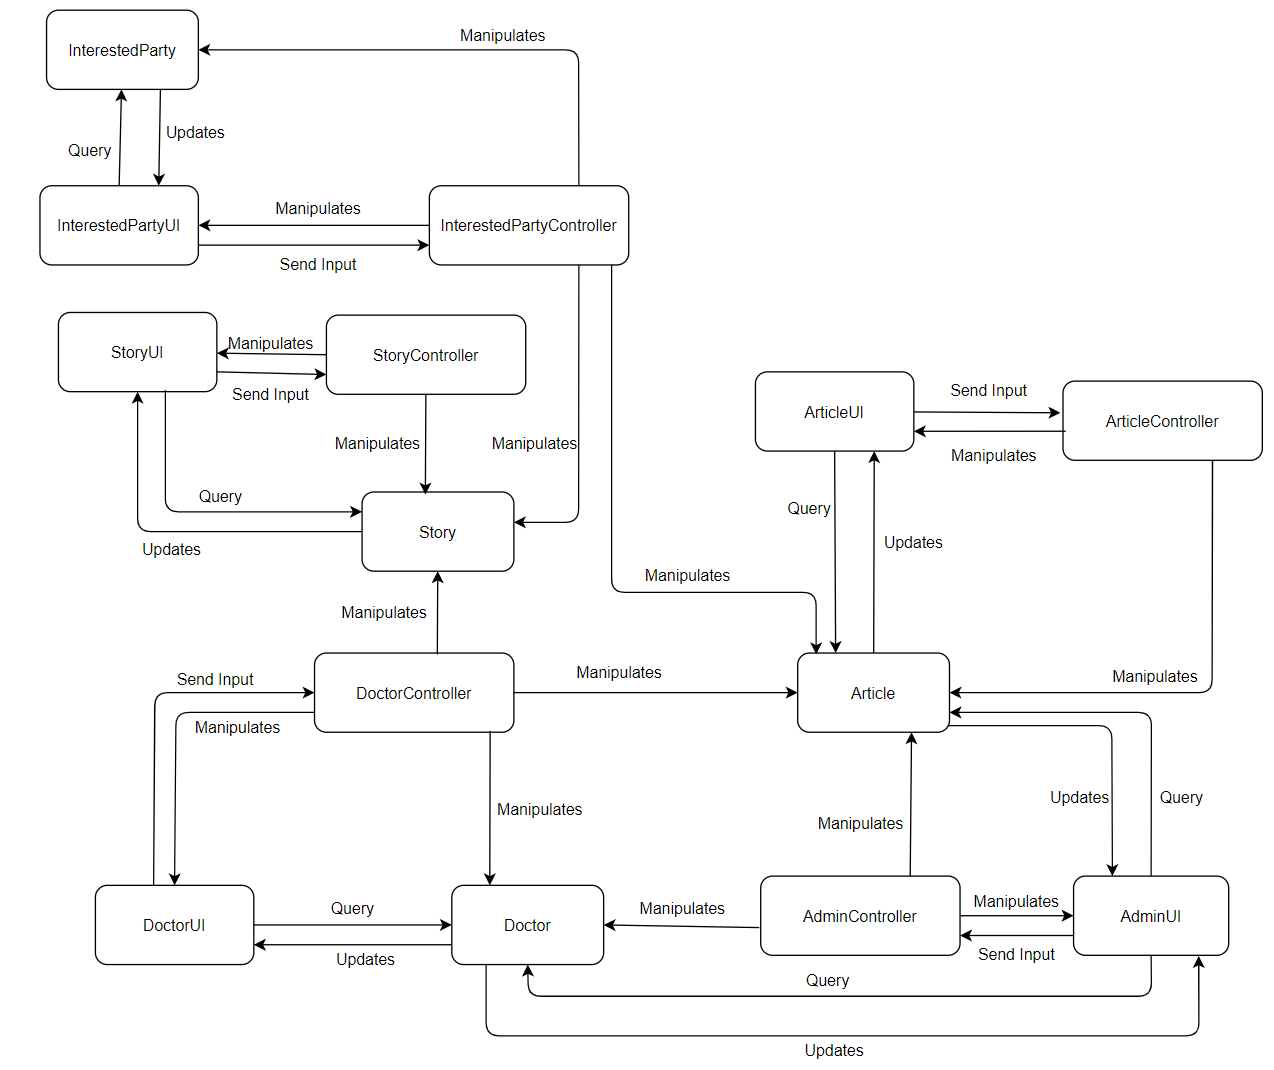 Manipulates
InterestedParty
Updates
Query
Manipulates
InterestedPartyUI
InterestedPartyController
Send Input
StoryUI
Manipulates
StoryController
Send Input
ArticleUI
Send Input
ArticleController
Manipulates
Manipulates
Manipulates
Query
Query
Story
Updates
Updates
Manipulates
Manipulates
Send Input
DoctorController
Manipulates
Article
Manipulates
Manipulates
Manipulates
Manipulates
Updates
Query
DoctorUI
Query
Doctor
Manipulates
AdminController
Manipulates
AdminUI
Updates
Send Input
Query
Updates